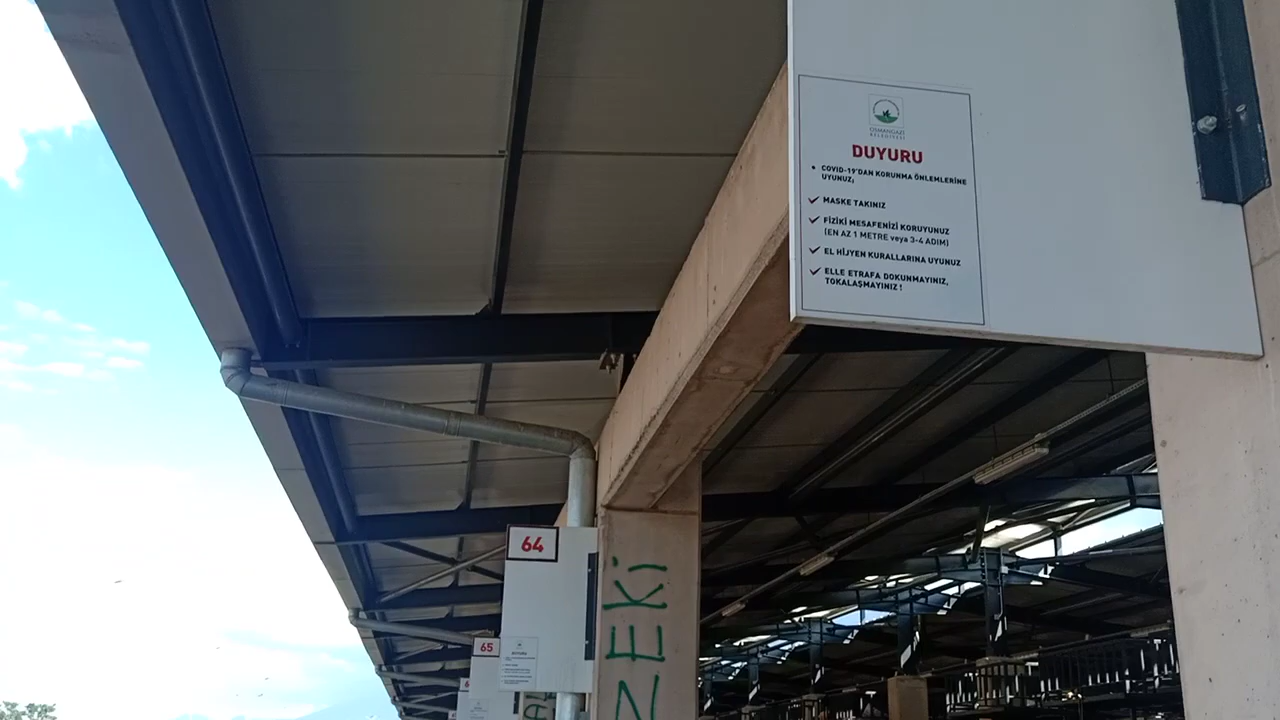 OSMANGAZİ
BELEDİYESİ
DUYURU
• COVID-19'DAN KORUNMA ÖNLEMLERİNE
UYUNUZ;
✓ MASKE TAKINIZ
✓ FİZİKİ MESAFENİZİ KORUYUNUZ
(EN AZ 1 METRE veya 3-4 ADIM)
✓ EL HİJYEN KURALLARINA UYUNUZ
✓ ELLE ETRAFA DOKUNMAYINIZ,
TOKALAŞMAYINIZ !
64
ZEKİ
65
DUYURU